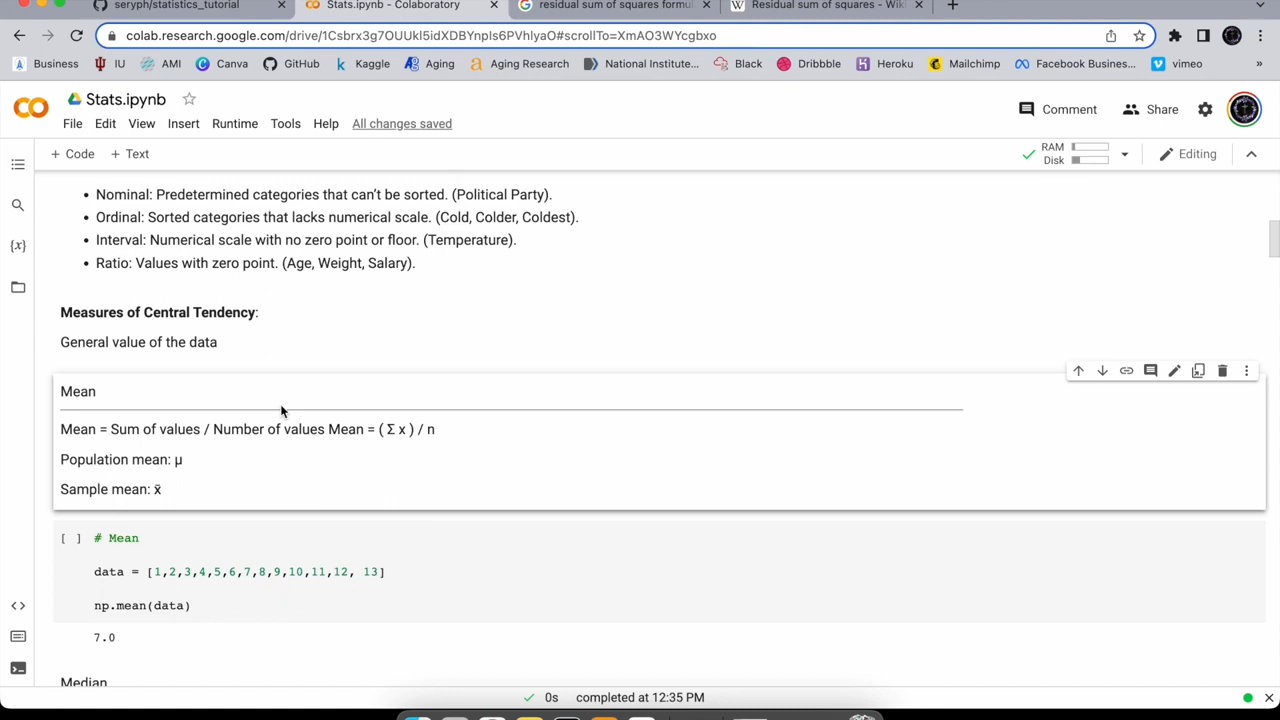 seryph/statistics_tutorial
Stats.ipynb - Colaboratory
residual sum of squares formul
Residual sum of squares - Wiki
colab.research.google.com/drive/1Csbrx3g7OUUkI5idXDBYnpIs6PVhlyaO#scrollTo=XmAO3WYcgbxo
Business
IU
AMI
Canva
GitHub
Kaggle
Aging
Aging Research
National Institute...
Black
Dribbble
Heroku
Mailchimp
Facebook Busines...
vimeo
»
Stats.ipynb
Comment
Share
File Edit View Insert Runtime Tools Help All changes saved
+ Code + Text
RAM
Disk
Editing
• Nominal: Predetermined categories that can’t be sorted. (Political Party).
• Ordinal: Sorted categories that lacks numerical scale. (Cold, Colder, Coldest).
• Interval: Numerical scale with no zero point or floor. (Temperature).
• Ratio: Values with zero point. (Age, Weight, Salary).
Measures of Central Tendency:
General value of the data
Mean
Mean = Sum of values / Number of values Mean = ( Σ x ) / n
Population mean: μ
Sample mean: x̄
[ ] # Mean
data = [1,2,3,4,5,6,7,8,9,10,11,12, 13]
np.mean(data)
7.0
Median
0s completed at 12:35 PM